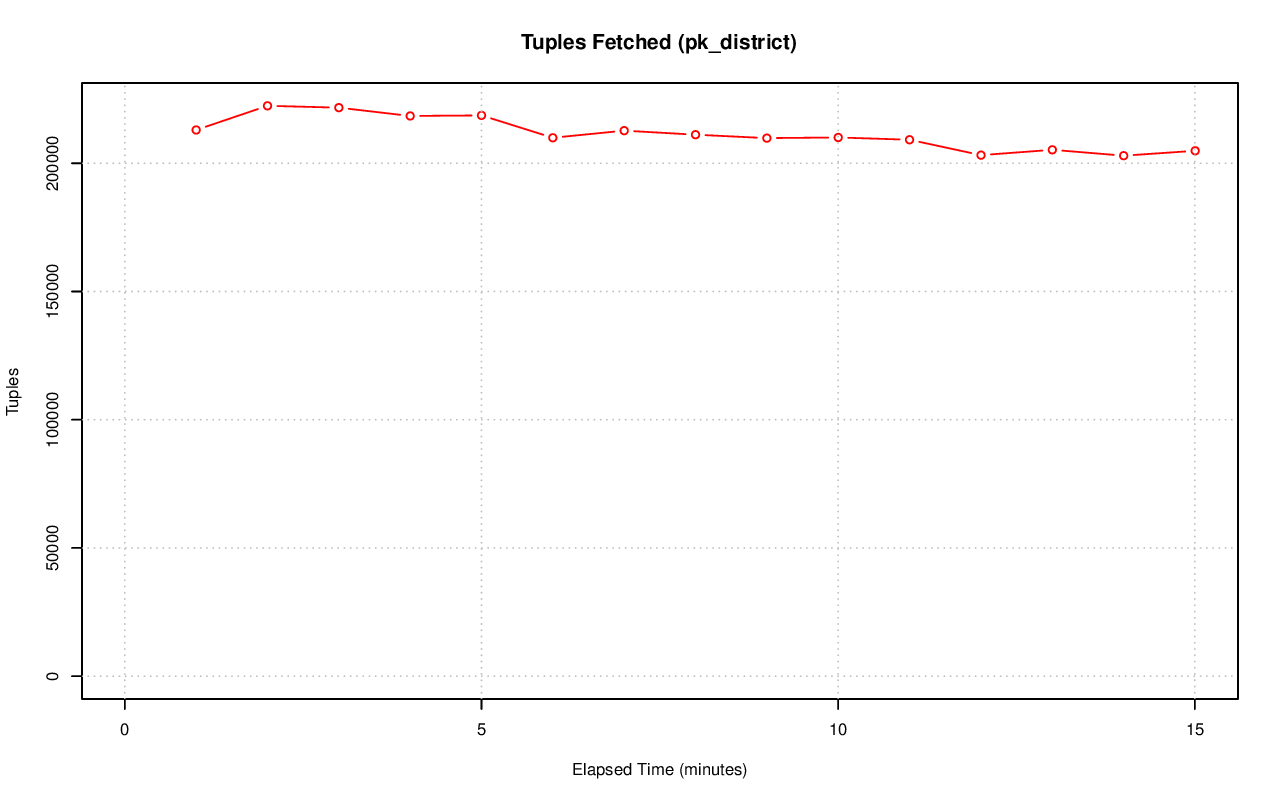 Tuples Fetched (pk_district)
Tuples
200000
150000
100000
50000
0
0 5 10 15
Elapsed Time (minutes)